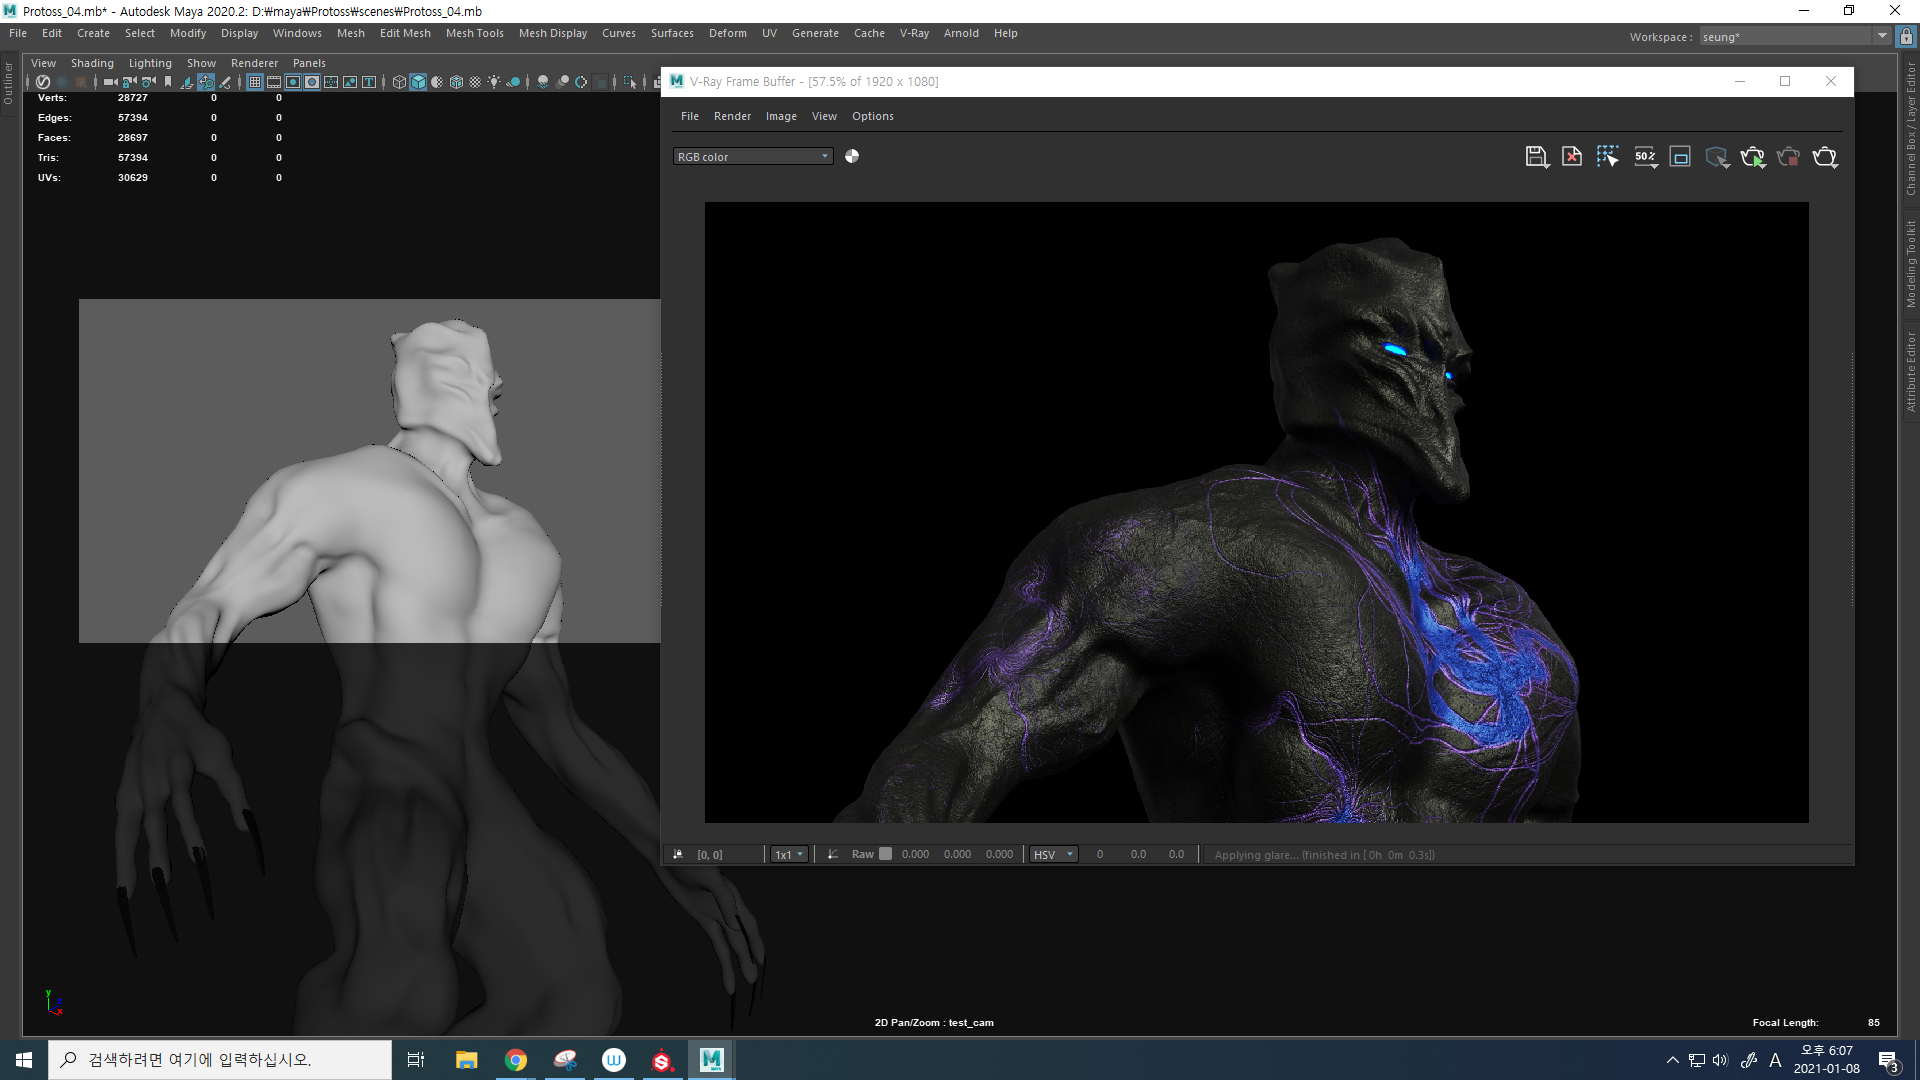 Protoss_04.mb* - Autodesk Maya 2020.2: D:₩maya₩Protoss₩scenes₩Protoss_04.mb
File Edit Create Select Modify Display Windows Mesh Edit Mesh Mesh Tools Mesh Display Curves Surfaces Deform UV Generate Cache V-Ray Arnold Help
Workspace : seung*
View Shading Lighting Show Renderer Panels
Outliner
Verts: 28727 0 0
Edges: 57394 0 0
Faces: 28697 0 0
Tris: 57394 0 0
UVs: 30629 0 0
V-Ray Frame Buffer - [57.5% of 1920 x 1080]
File Render Image View Options
RGB color
50%
[0, 0] 1x1 Raw 0.000 0.000 0.000 HSV 0 0.0 0.0 Applying glare... (finished in [ 0h 0m 0.3s])
Channel Box / Layer Editor
Modeling Toolkit
Attribute Editor
y
z
x
2D Pan/Zoom : test_cam
Focal Length: 85
검색하려면 여기에 입력하십시오.
W
S
M
MAYA
A
오후 6:07
2021-01-08
3